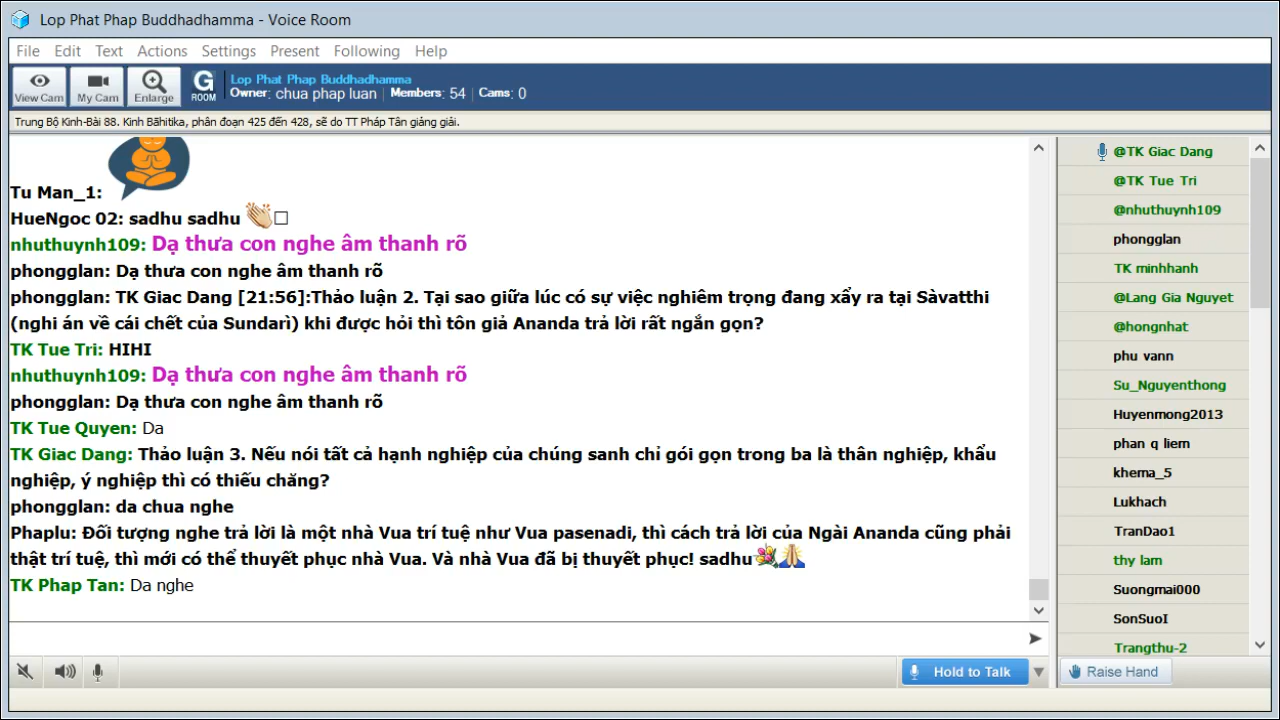 Lop Phat Phap Buddhadhamma - Voice Room
File Edit Text Actions Settings Present Following Help
View Cam My Cam Enlarge G ROOM
Lop Phat Phap Buddhadhamma
Owner: chua phap luan | Members: 54 | Cams: 0
Trung Bộ Kinh-Bài 88. Kinh Bāhitika, phân đoạn 425 đến 428, sẽ do TT Pháp Tân giảng giải.
Tu Man_1:
HueNgoc 02: sadhu sadhu
nhuthuynh109: Dạ thưa con nghe âm thanh rõ
phongglan: Dạ thưa con nghe âm thanh rõ
phongglan: TK Giac Dang [21:56]:Thảo luận 2. Tại sao giữa lúc có sự việc nghiêm trọng đang xẩy ra tại Sàvatthi
(nghi án về cái chết của Sundarì) khi được hỏi thì tôn giả Ananda trả lời rất ngắn gọn?
TK Tue Tri: HIHI
nhuthuynh109: Dạ thưa con nghe âm thanh rõ
phongglan: Dạ thưa con nghe âm thanh rõ
TK Tue Quyen: Da
TK Giac Dang: Thảo luận 3. Nếu nói tất cả hạnh nghiệp của chúng sanh chỉ gói gọn trong ba là thân nghiệp, khẩu
nghiệp, ý nghiệp thì có thiếu chăng?
phongglan: da chua nghe
Phaplu: Đối tượng nghe trả lời là một nhà Vua trí tuệ như Vua pasenadi, thì cách trả lời của Ngài Ananda cũng phải
thật trí tuệ, thì mới có thể thuyết phục nhà Vua. Và nhà Vua đã bị thuyết phục! sadhu
TK Phap Tan: Da nghe
@TK Giac Dang
@TK Tue Tri
@nhuthuynh109
phongglan
TK minhhanh
@Lang Gia Nguyet
@hongnhat
phu vann
Su_Nguyenthong
Huyenmong2013
phan q liem
khema_5
Lukhach
TranDao1
thy lam
Suongmai000
SonSuoI
Trangthu-2
Hold to Talk
Raise Hand